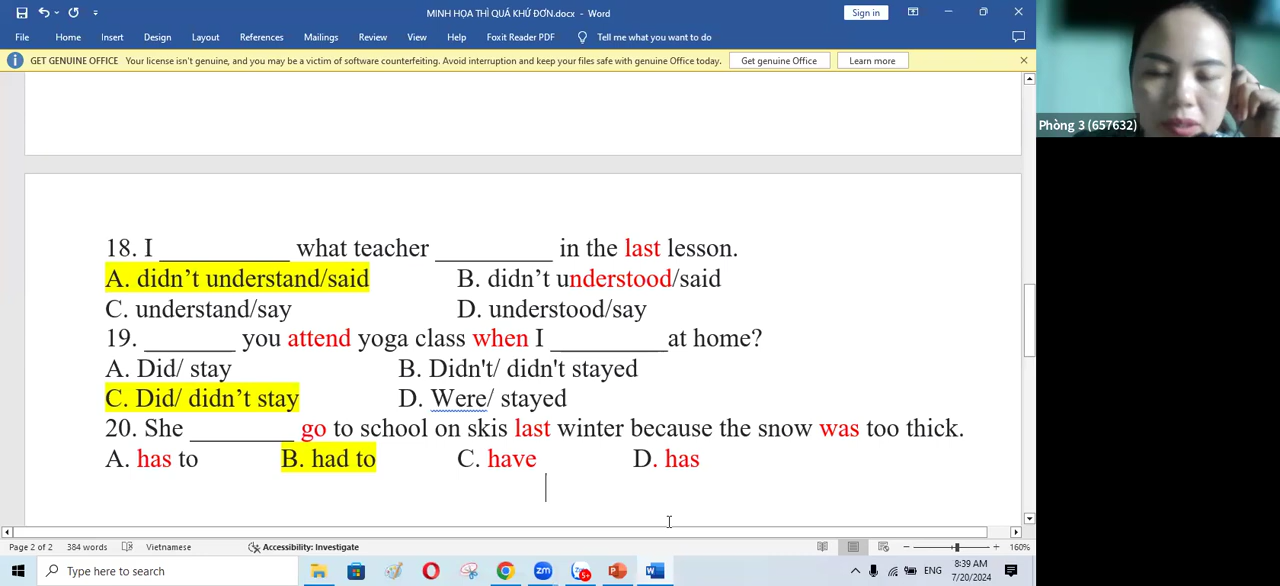 MINH HỌA THÌ QUÁ KHỨ ĐƠN.docx - Word
Sign in
File Home Insert Design Layout References Mailings Review View Help Foxit Reader PDF Tell me what you want to do
GET GENUINE OFFICE Your license isn't genuine, and you may be a victim of software counterfeiting. Avoid interruption and keep your files safe with genuine Office today. Get genuine Office Learn more
Phòng 3 (657632)
18. I __________ what teacher _________ in the last lesson.
A. didn’t understand/said B. didn’t understood/said
C. understand/say D. understood/say
19. _______ you attend yoga class when I _________at home?
A. Did/ stay B. Didn't/ didn't stayed
C. Did/ didn’t stay D. Were/ stayed
20. She ________ go to school on skis last winter because the snow was too thick.
A. has to B. had to C. have D. has
Page 2 of 2 384 words Vietnamese Accessibility: Investigate 160%
Type here to search zm 5+ ENG 8:39 AM
7/20/2024